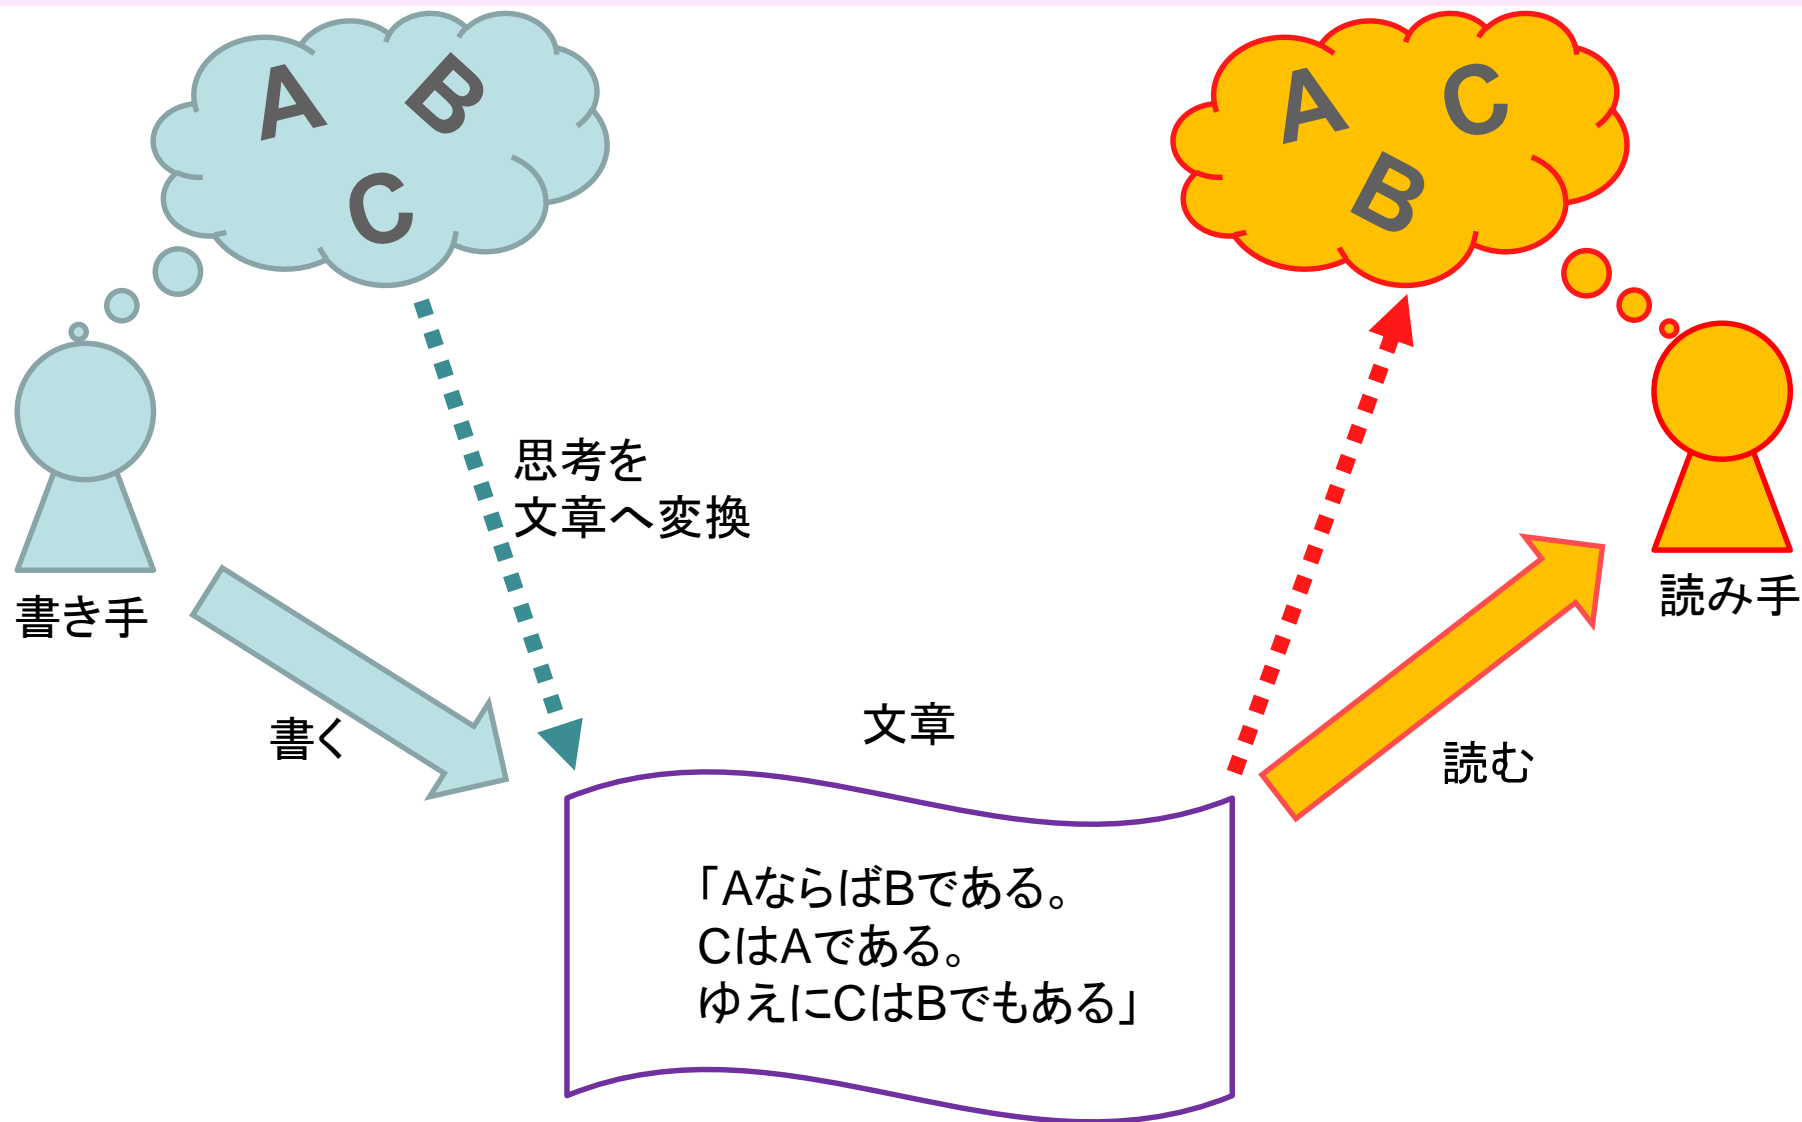 A B
C
A C
B
思考を
文章へ変換
書き手
読み手
書く
文章
読む
「AならばBである。
CはAである。
ゆえにCはBでもある」